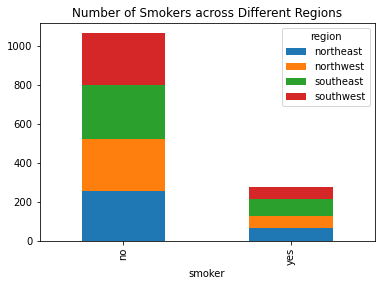 Number of Smokers across Different Regions
region
northeast
northwest
southeast
southwest
1000
800
600
400
200
0
no
yes
smoker